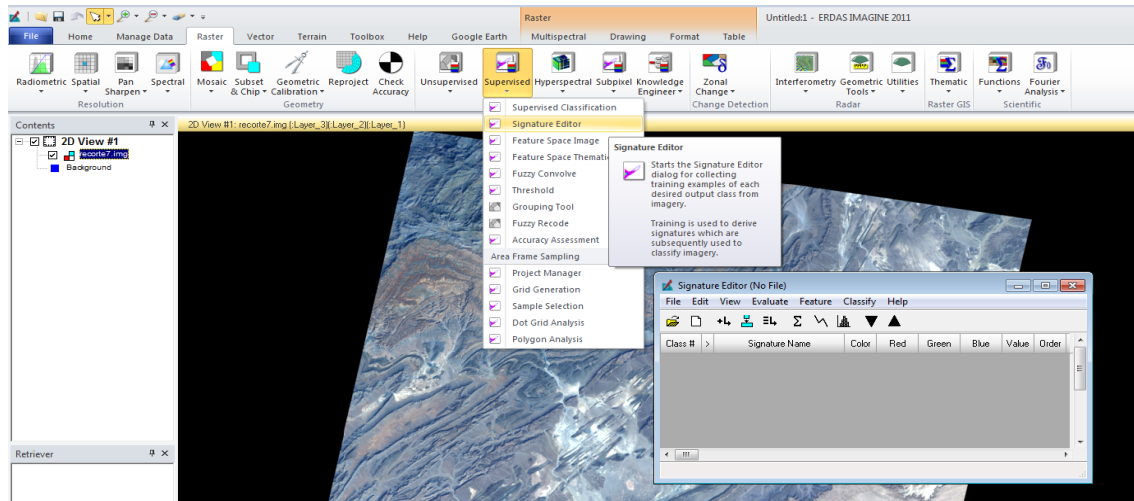 Raster
Untitled:1 - ERDAS IMAGINE 2011
File Home Manage Data Raster Vector Terrain Toolbox Help Google Earth Multispectral Drawing Format Table
Radiometric Spatial Pan Sharpen Spectral Mosaic Subset & Chip Geometric Calibration Reproject Check Accuracy Unsupervised Supervised Hyperspectral Subpixel Knowledge Engineer Zonal Change Interferometry Geometric Tools Utilities Thematic Functions Fourier Analysis
Resolution Geometry Change Detection Radar Raster GIS Scientific
Contents
2D View #1
recorte7.img
Background
Retriever
2D View #1: recorte7.img (:Layer_3)(:Layer_2)(:Layer_1)
Supervised Classification
Signature Editor
Feature Space Image
Feature Space Themati
Fuzzy Convolve
Threshold
Grouping Tool
Fuzzy Recode
Accuracy Assessment
Area Frame Sampling
Project Manager
Grid Generation
Sample Selection
Dot Grid Analysis
Polygon Analysis
Signature Editor
Starts the Signature Editor
dialog for collecting
training examples of each
desired output class from
imagery.
Training is used to derive
signatures which are
subsequently used to
classify imagery.
Signature Editor (No File)
File Edit View Evaluate Feature Classify Help
Class # > Signature Name Color Red Green Blue Value Order